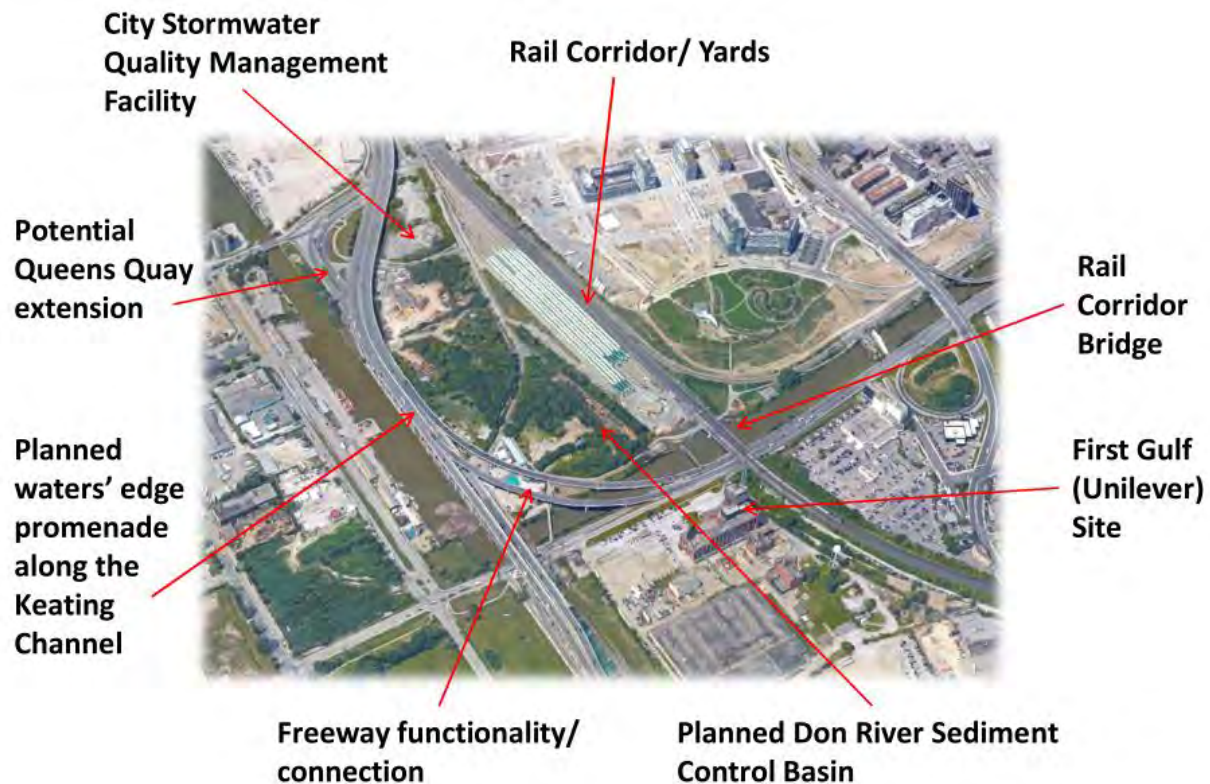 City Stormwater
Quality Management
Facility
Rail Corridor/ Yards
Potential
Queens Quay
extension
Rail
Corridor
Bridge
Planned
waters’ edge
promenade
along the
Keating
Channel
First Gulf
(Unilever)
Site
Freeway functionality/
connection
Planned Don River Sediment
Control Basin